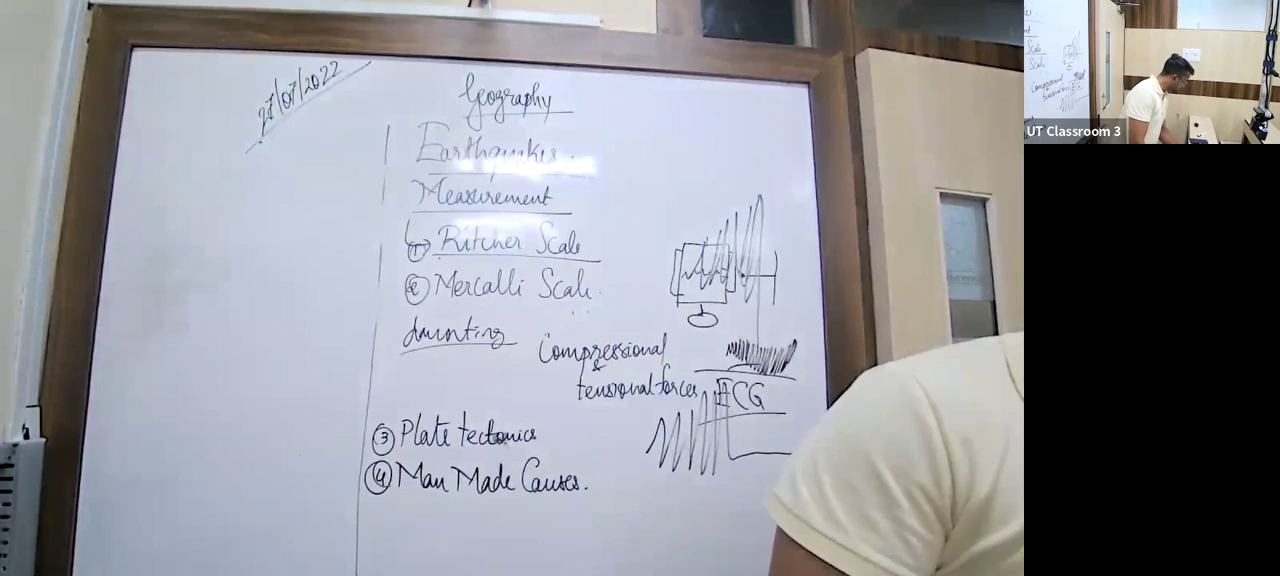 27/07/2022
Geography
Earthquakes.
Measurement
① Ritcher Scale
② Mercalli Scale.
daunting
Compressional
&
tensional forces
ECG
③ Plate tectonics
④ Man Made Causes.
UT Classroom 3